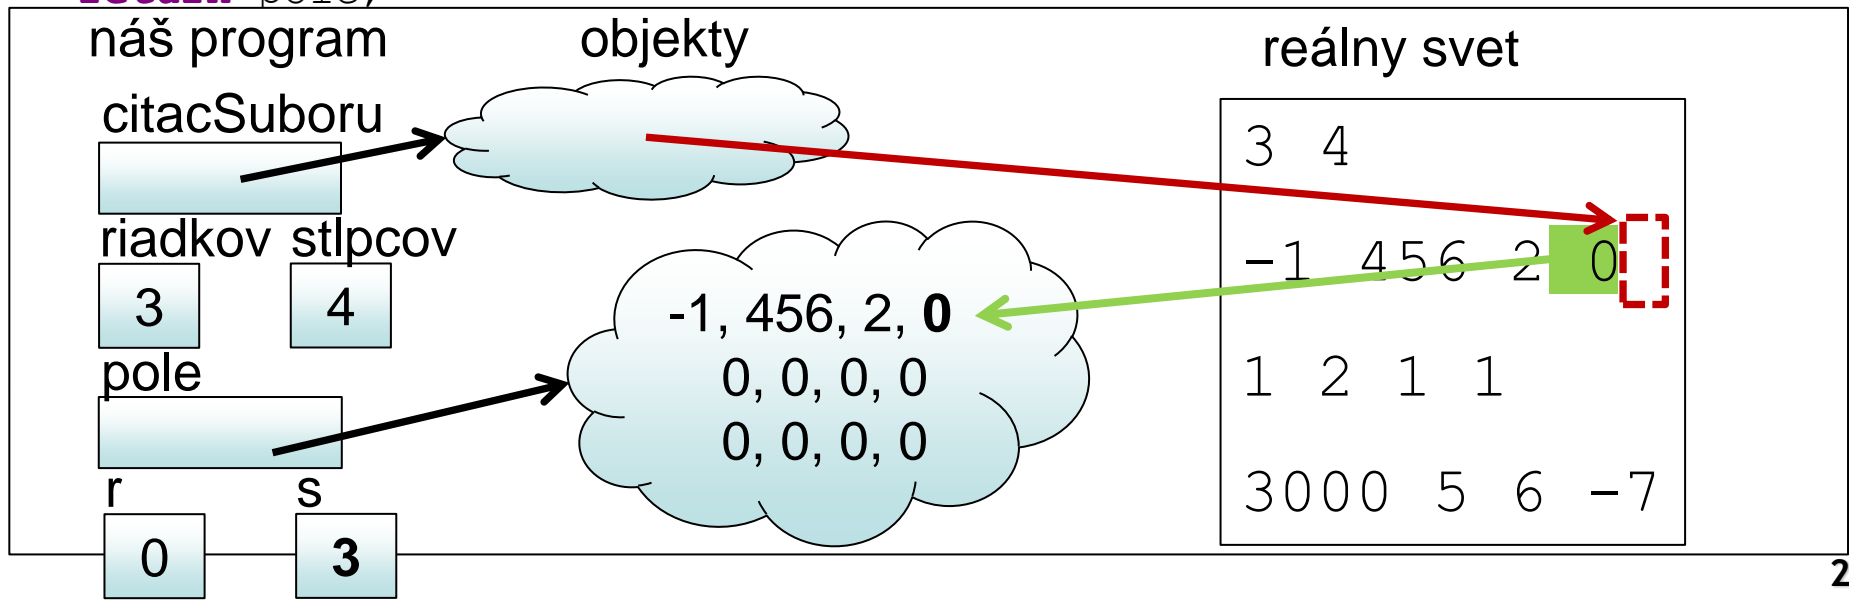 return pole;
náš program
objekty
reálny svet
citacSuboru
riadkov stlpcov
3
4
pole
r
s
0
3
-1, 456, 2, 0
0, 0, 0, 0
0, 0, 0, 0
3 4
-1 456 2 0
1 2 1 1
3000 5 6 -7
2